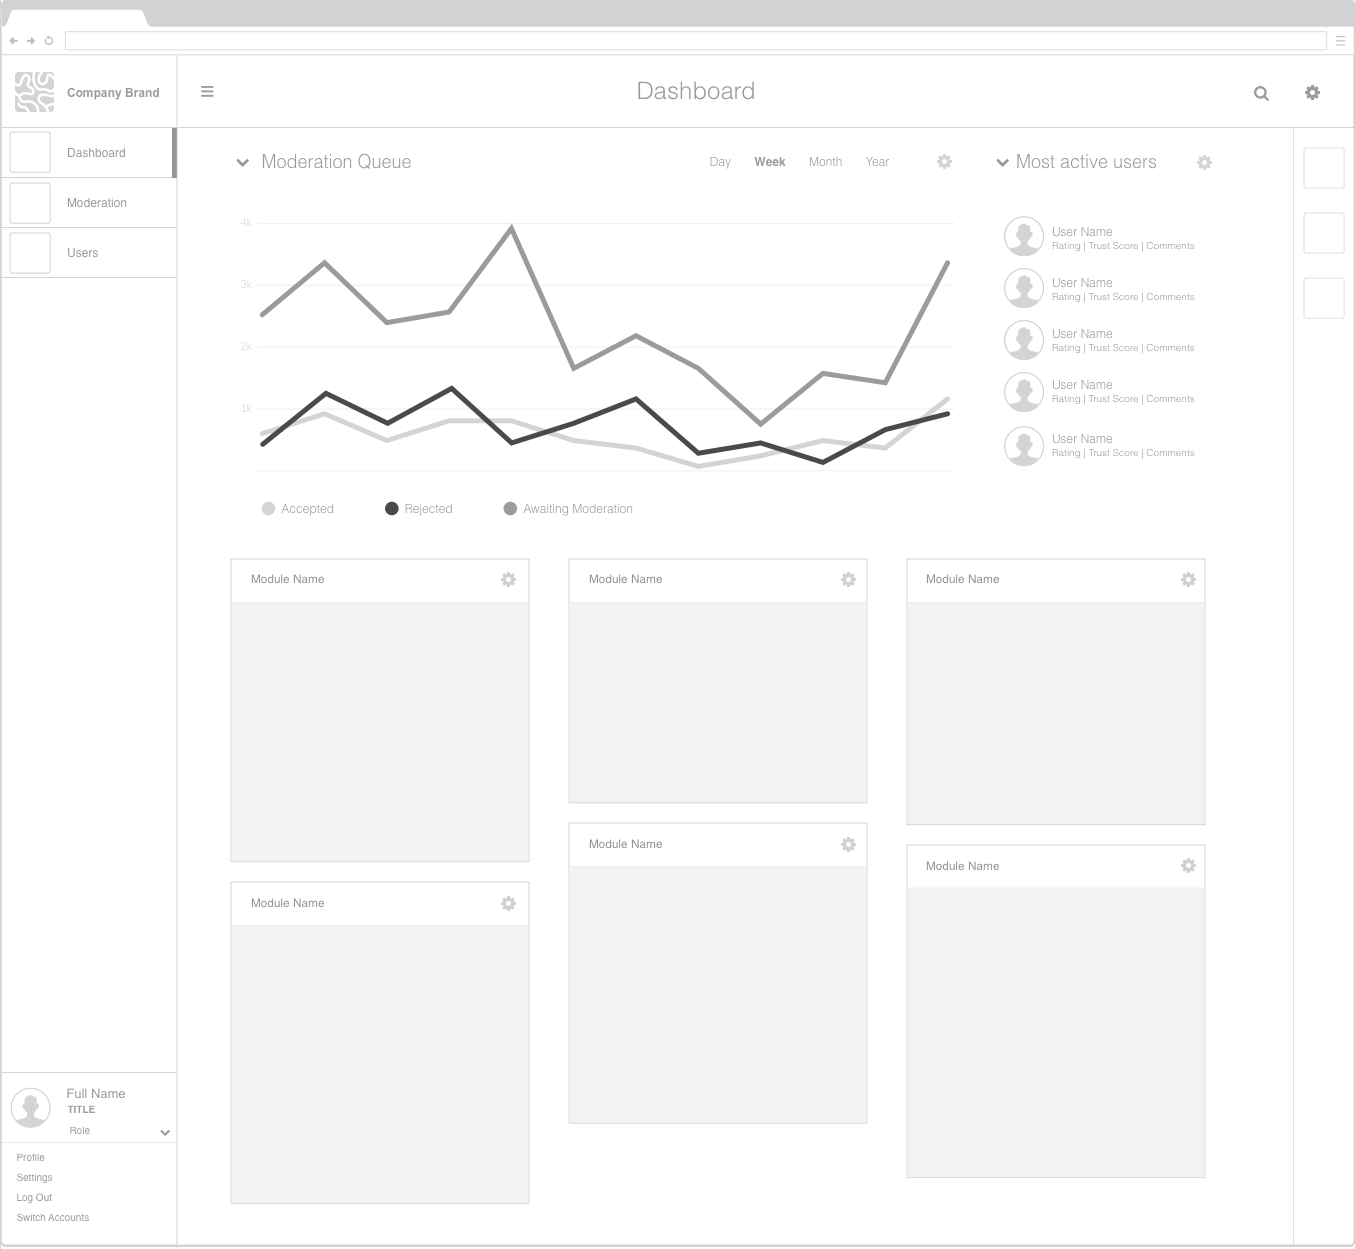 Company Brand
Dashboard
Dashboard
Moderation
Users
Moderation Queue
Day Week Month Year
4k
3k
2k
1k
Accepted Rejected Awaiting Moderation
Most active users
User Name
Rating | Trust Score | Comments
User Name
Rating | Trust Score | Comments
User Name
Rating | Trust Score | Comments
User Name
Rating | Trust Score | Comments
User Name
Rating | Trust Score | Comments
Module Name
Module Name
Module Name
Module Name
Module Name
Module Name
Full Name
TITLE
Role
Profile
Settings
Log Out
Switch Accounts